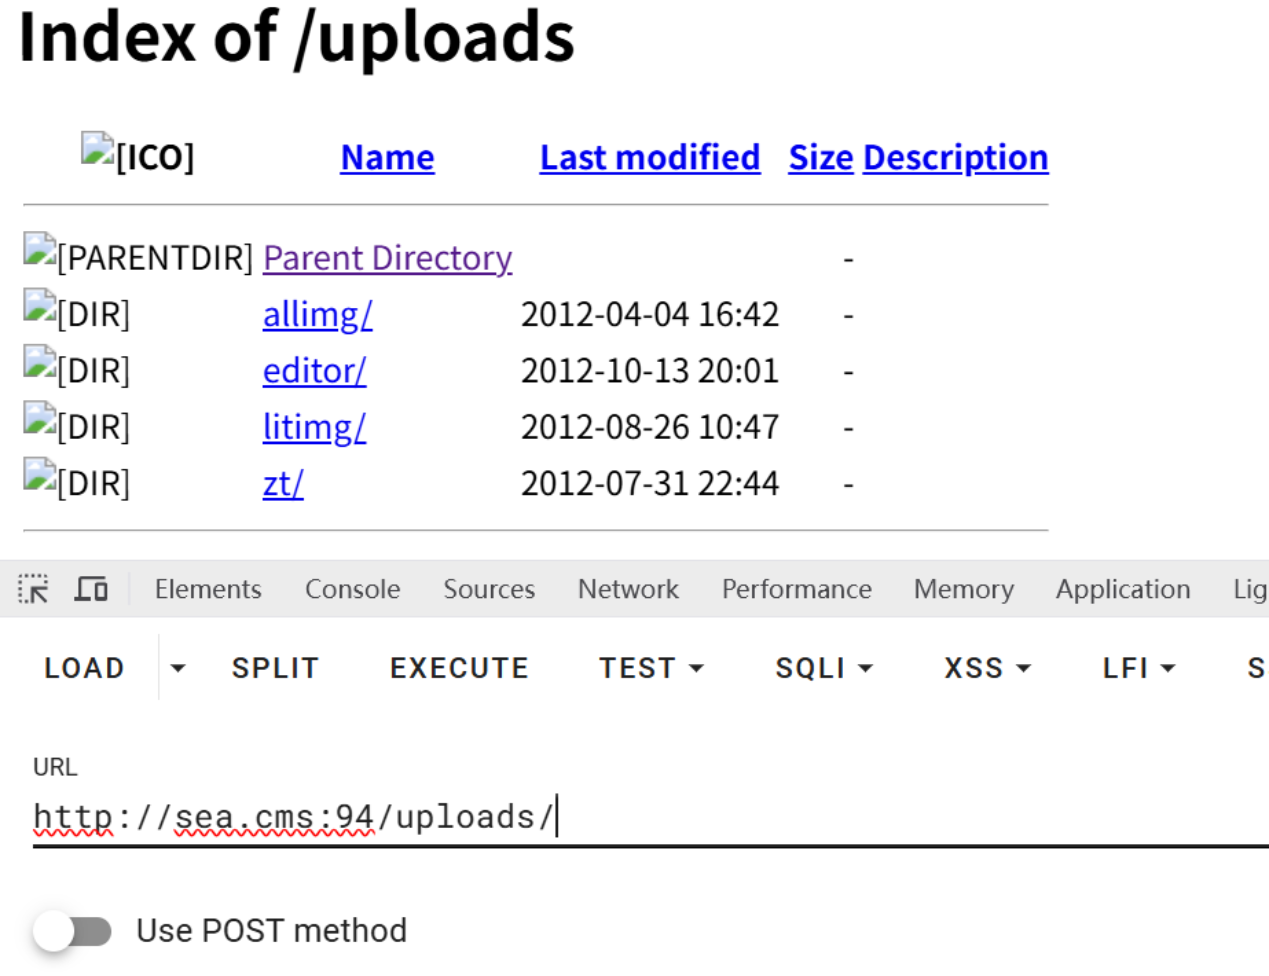 Index of /uploads
[ICO] Name Last modified Size Description
[PARENTDIR] Parent Directory -
[DIR] allimg/ 2012-04-04 16:42 -
[DIR] editor/ 2012-10-13 20:01 -
[DIR] litimg/ 2012-08-26 10:47 -
[DIR] zt/ 2012-07-31 22:44 -
Elements Console Sources Network Performance Memory Application Lig
LOAD SPLIT EXECUTE TEST SQLI XSS LFI S
URL
http://sea.cms:94/uploads/
Use POST method